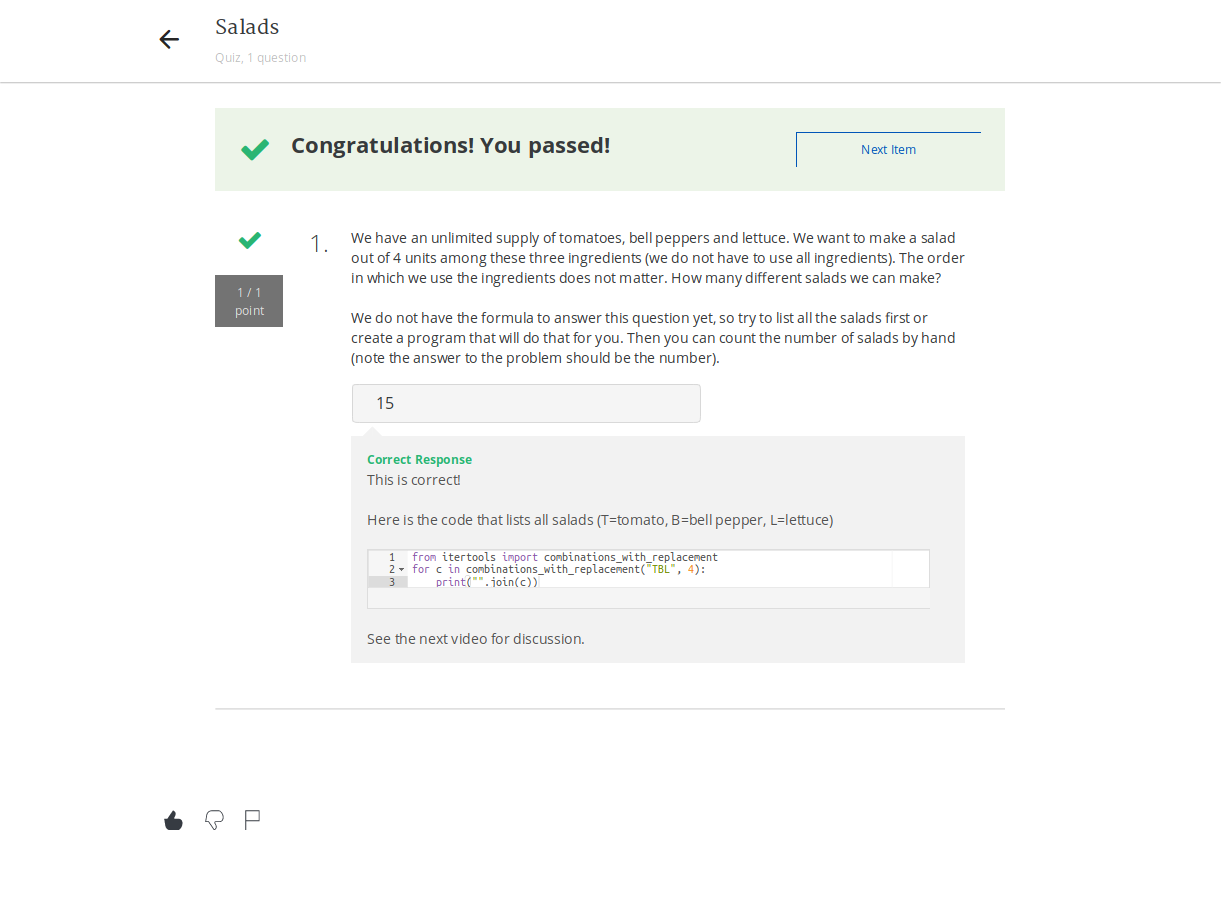 Salads
Quiz, 1 question
Congratulations! You passed!
Next Item
1 / 1
point
1.
We have an unlimited supply of tomatoes, bell peppers and lettuce. We want to make a salad
out of 4 units among these three ingredients (we do not have to use all ingredients). The order
in which we use the ingredients does not matter. How many different salads we can make?
We do not have the formula to answer this question yet, so try to list all the salads first or
create a program that will do that for you. Then you can count the number of salads by hand
(note the answer to the problem should be the number).
15
Correct Response
This is correct!
Here is the code that lists all salads (T=tomato, B=bell pepper, L=lettuce)
1 from itertools import combinations_with_replacement
2 for c in combinations_with_replacement("TBL", 4):
3     print("".join(c))
See the next video for discussion.